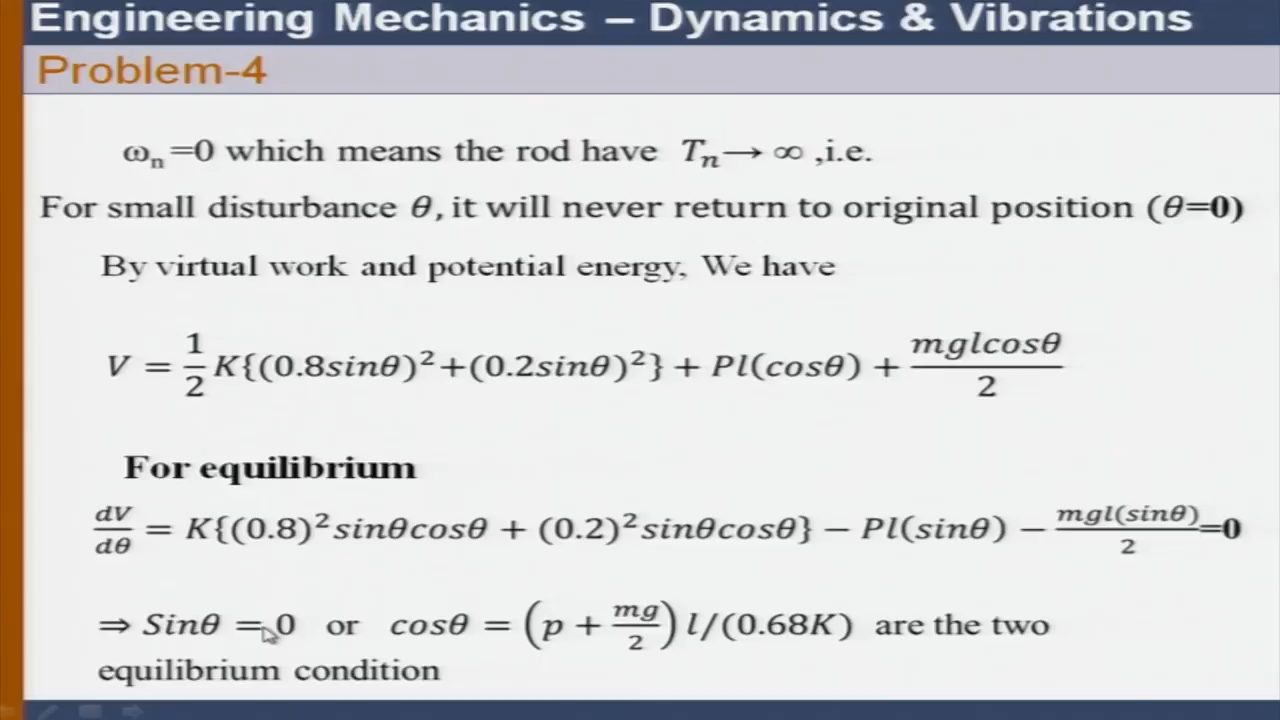 Engineering Mechanics – Dynamics & Vibrations
Problem-4
ωₙ=0 which means the rod have Tₙ→ ∞ ,i.e.
For small disturbance θ, it will never return to original position (θ=0)
By virtual work and potential energy, We have
V = 1/2 K{(0.8sinθ)²+(0.2sinθ)²} + Pl(cosθ) + mglcosθ/2
For equilibrium
dV/dθ = K{(0.8)²sinθcosθ + (0.2)²sinθcosθ} − Pl(sinθ) − mgl(sinθ)/2=0
⇒ Sinθ = 0 or cosθ = (p + mg/2) l/(0.68K) are the two
equilibrium condition